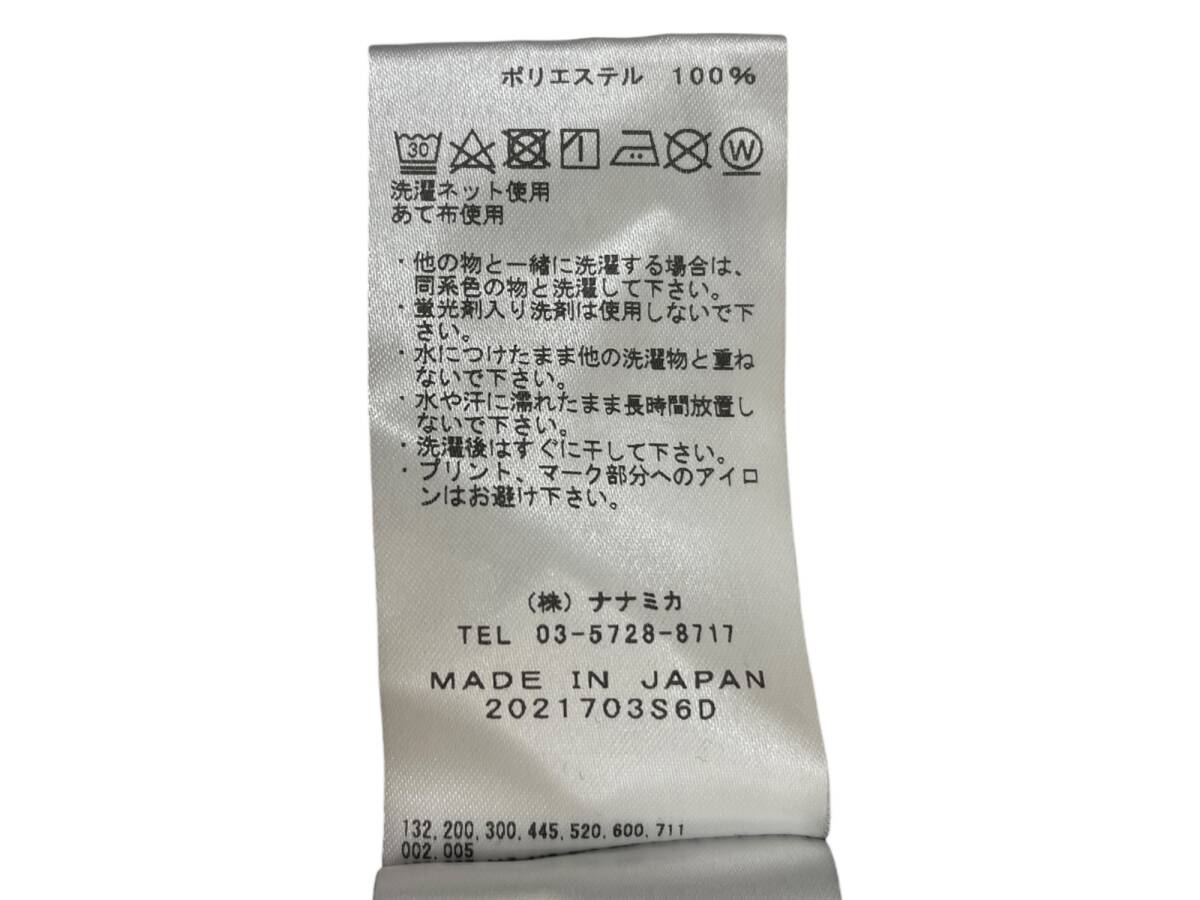 ポリエステル 100%
30
W
洗濯ネット使用
あて布使用
・他の物と一緒に洗濯する場合は、
同系色の物と洗濯して下さい。
・蛍光剤入り洗剤は使用しないで下
さい。
・水につけたまま他の洗濯物と重ね
ないで下さい。
・水や汗に濡れたまま長時間放置し
ないで下さい。
・洗濯後はすぐに干して下さい。
・プリント、マーク部分へのアイロ
ンはお避け下さい。
(株)ナナミカ
TEL 03-5728-8717
MADE IN JAPAN
2021703S6D
132,200,300,445,520,600,711
002,005